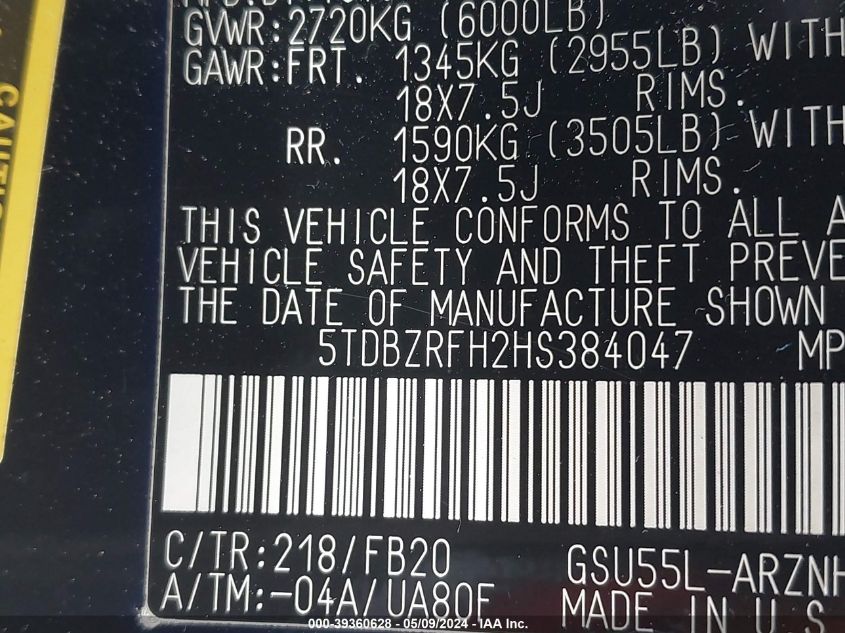 GVWR:2720KG (6000LB)
GAWR:FRT. 1345KG (2955LB) WITH
18X7.5J RIMS.
RR. 1590KG (3505LB) WITH
18X7.5J RIMS.
THIS VEHICLE CONFORMS TO ALL A
VEHICLE SAFETY AND THEFT PREVE
THE DATE OF MANUFACTURE SHOWN
5TDBZRFH2HS384047 MP
C/TR:218/FB20 GSU55L-ARZNH
A/TM:-04A/UA80F MADE IN U.S
000-39360628 - 05/09/2024 - IAA Inc.